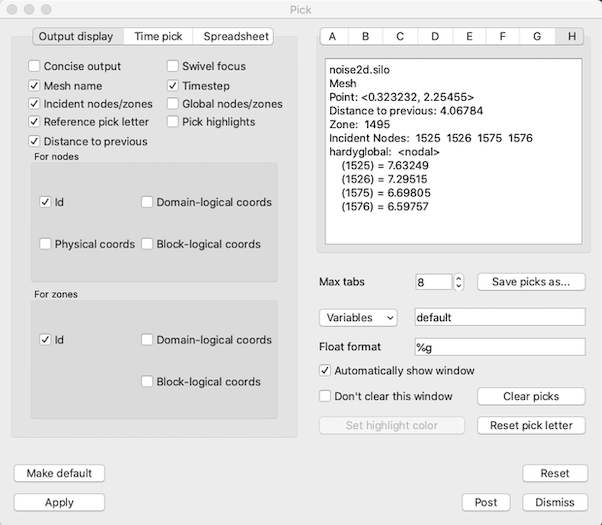 Pick
Output display Time pick Spreadsheet
Concise output Swivel focus
Mesh name Timestep
Incident nodes/zones Global nodes/zones
Reference pick letter Pick highlights
Distance to previous
For nodes
Id Domain-logical coords
Physical coords Block-logical coords
For zones
Id Domain-logical coords
Block-logical coords
A B C D E F G H
noise2d.silo
Mesh
Point: <0.323232, 2.25455>
Distance to previous: 4.06784
Zone: 1495
Incident Nodes: 1525 1526 1575 1576
hardyglobal: <nodal>
(1525) = 7.63249
(1526) = 7.29515
(1575) = 6.69805
(1576) = 6.59757
Max tabs 8 Save picks as...
Variables default
Float format %g
Automatically show window
Don't clear this window Clear picks
Set highlight color Reset pick letter
Make default Reset
Apply Post Dismiss